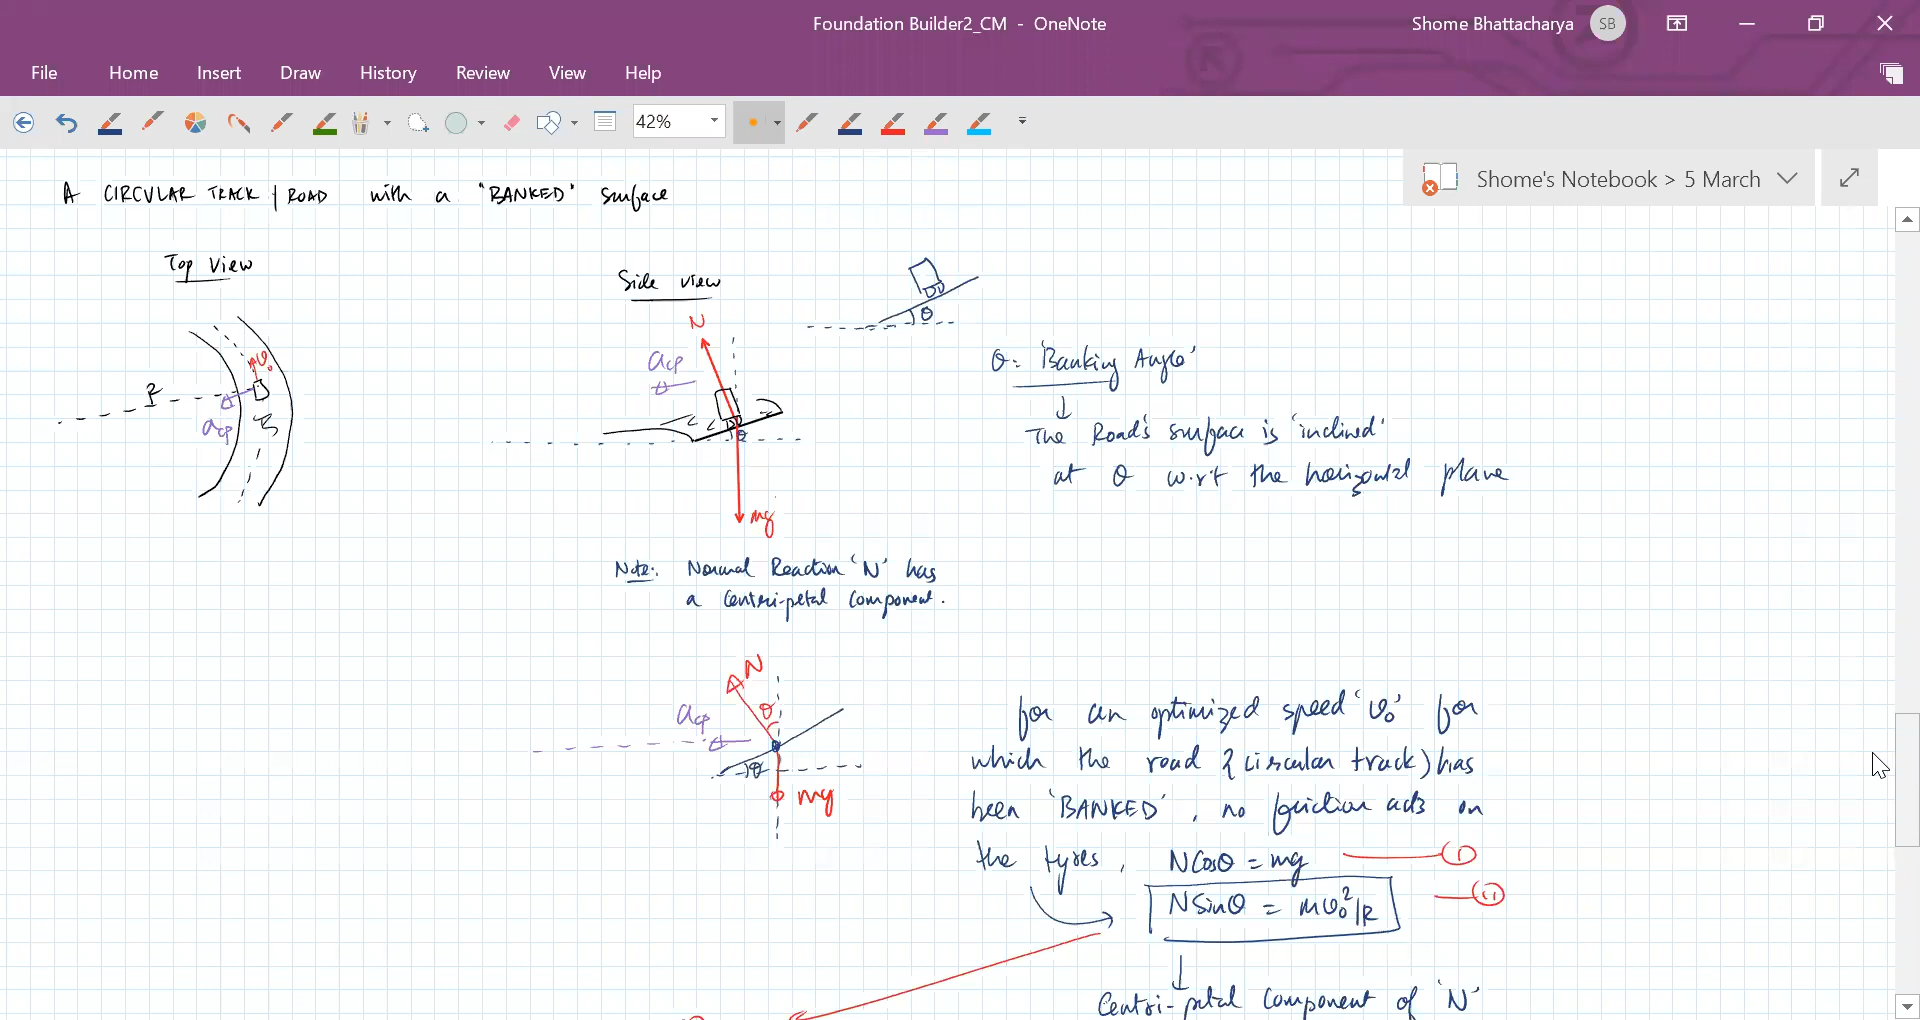 Foundation Builder2_CM - OneNote
Shome Bhattacharya SB
File Home Insert Draw History Review View Help
42%
Shome's Notebook > 5 March
A CIRCULAR TRACK / ROAD with a "BANKED" surface
Top View
R
acp
Side view
N
acp
θ
mg
θ
θ: 'Banking Angle'
↓
The Road's surface is 'inclined'
at θ w.r.t the horizontal plane
Note: Normal Reaction 'N' has
a centri-petal component.
N
θ
acp
θ
mg
for an optimized speed 'v₀' for
which the road {circular track) has
been 'BANKED', no friction acts on
the tyres, NCosθ = mg — (i)
NSinθ = mv₀²/R — (ii)
↓
Centri-petal component of 'N'